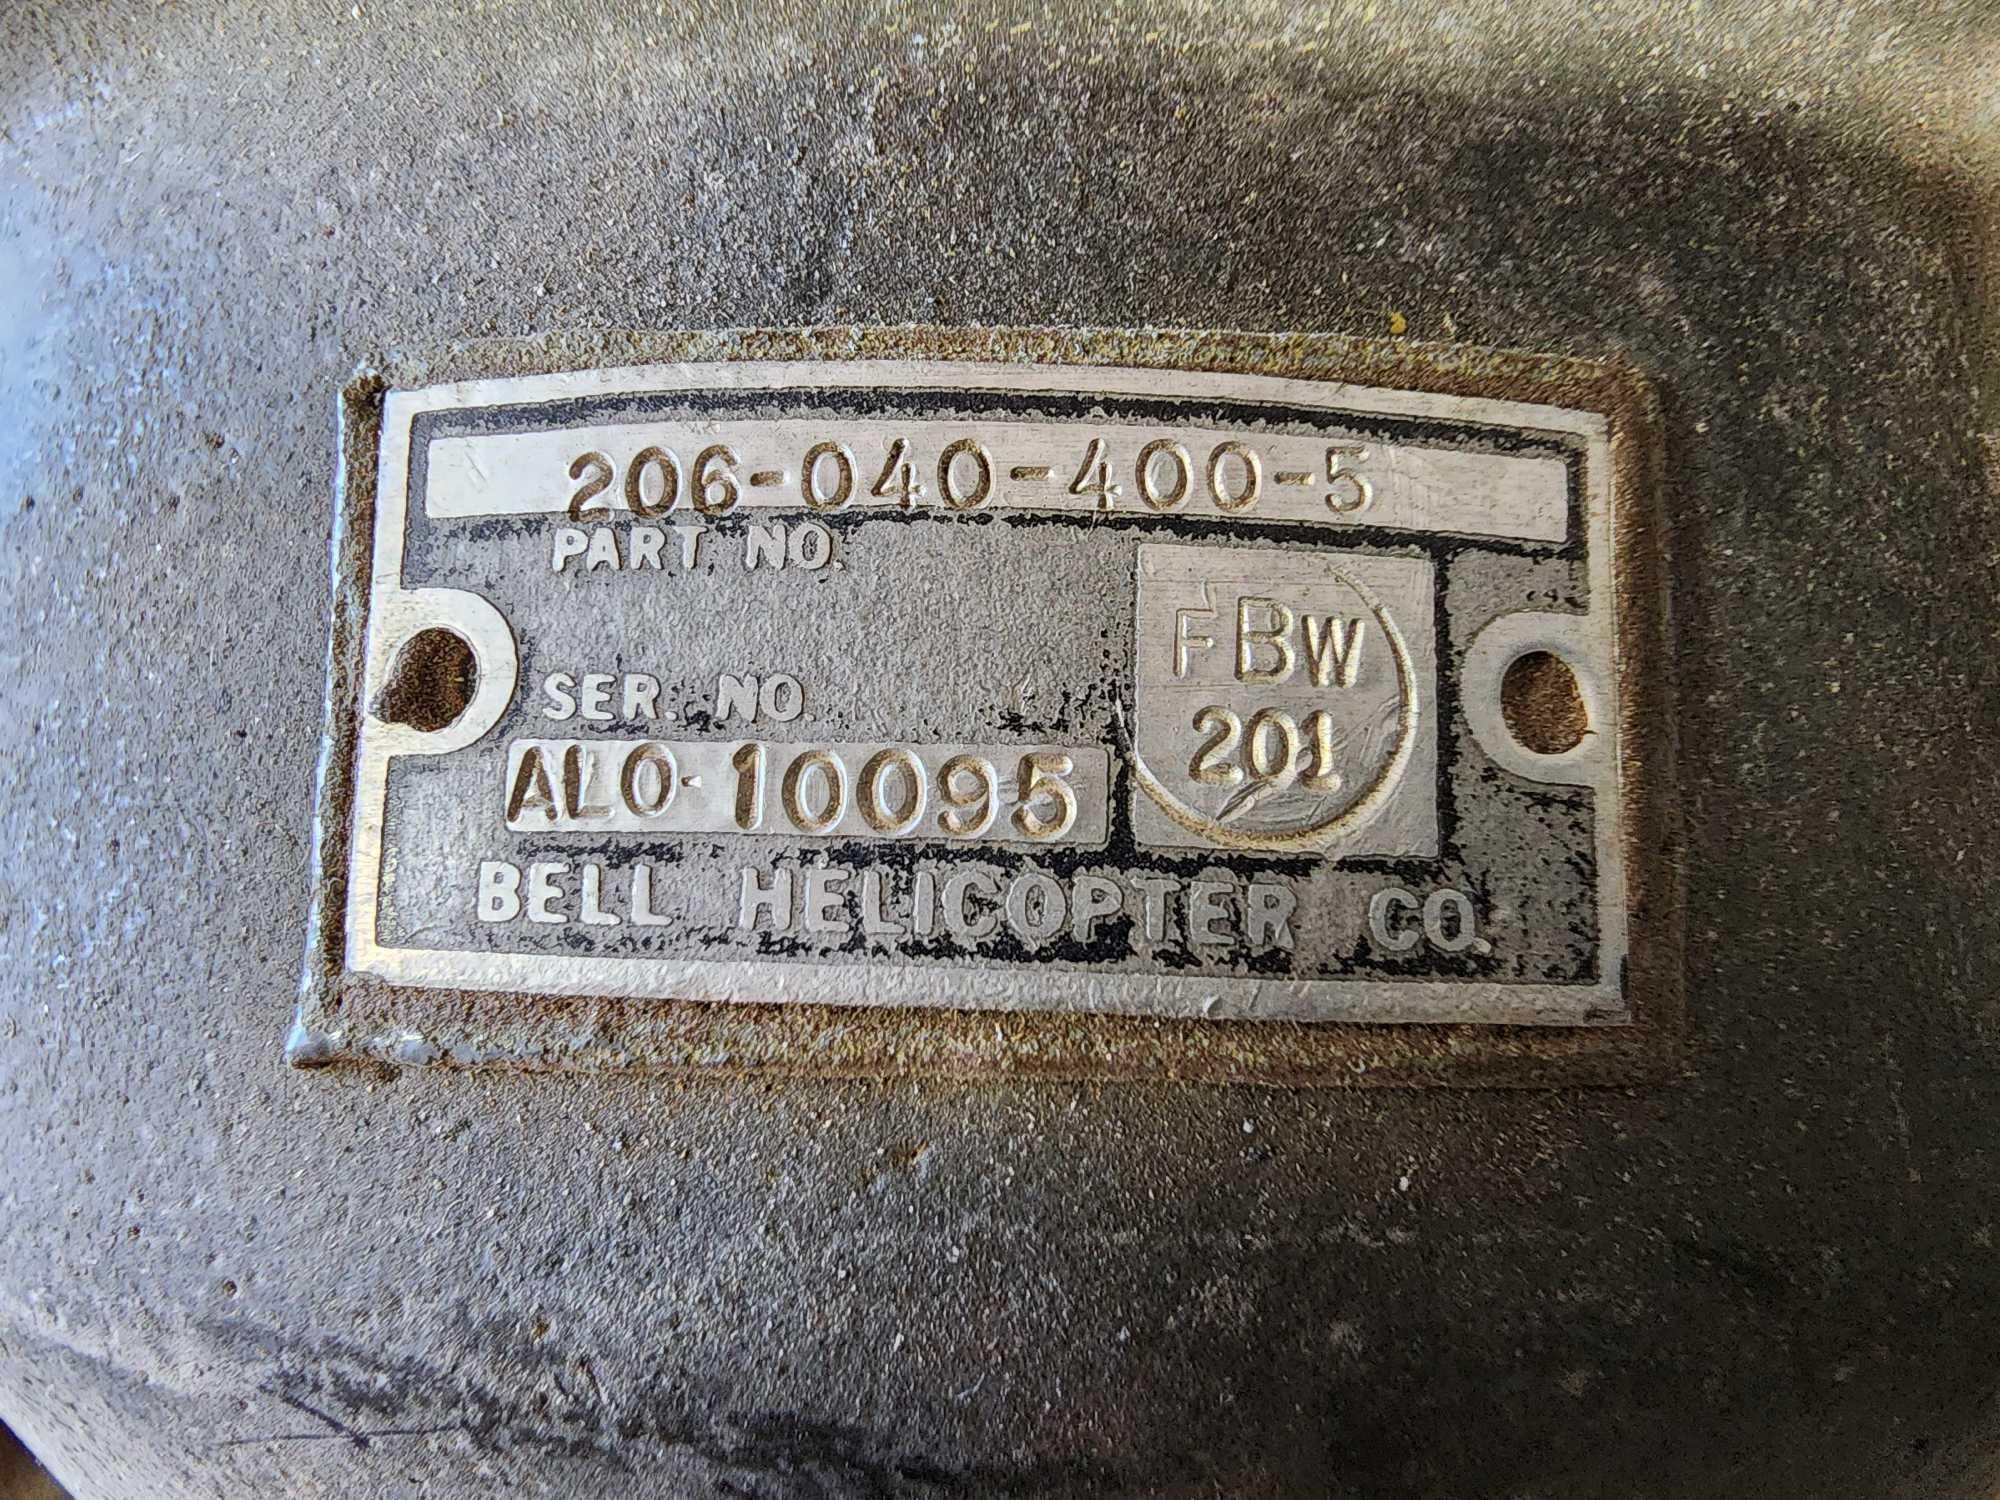 206-040-400-5
PART NO.
FBW
201
SER. NO.
ALO-10095
BELL HELICOPTER CO.